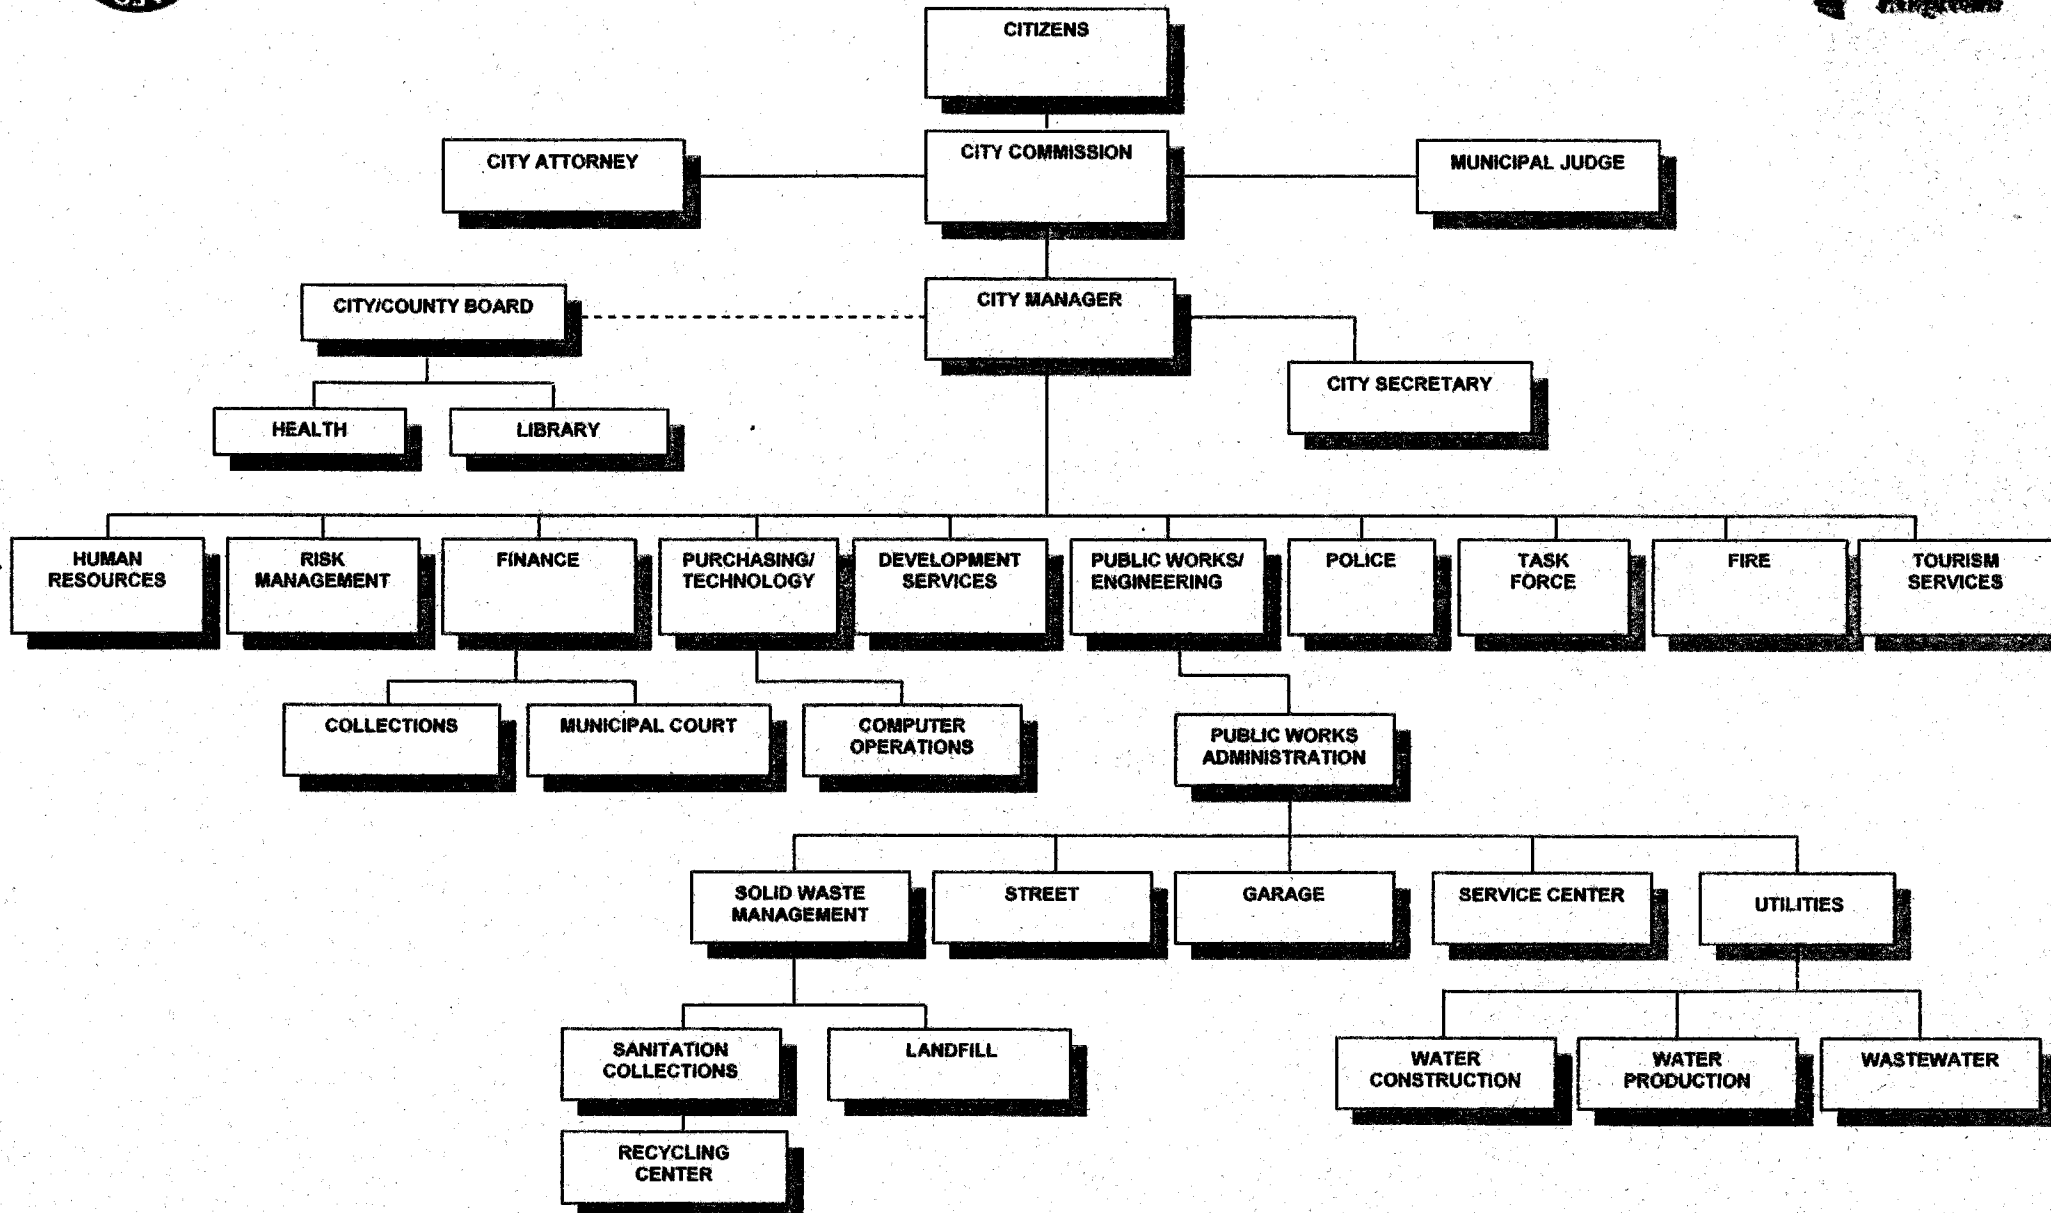 CITIZENS
CITY ATTORNEY
CITY COMMISSION
MUNICIPAL JUDGE
CITY/COUNTY BOARD
CITY MANAGER
CITY SECRETARY
HEALTH
LIBRARY
HUMAN
RESOURCES
RISK
MANAGEMENT
FINANCE
PURCHASING/
TECHNOLOGY
DEVELOPMENT
SERVICES
PUBLIC WORKS/
ENGINEERING
POLICE
TASK
FORCE
FIRE
TOURISM
SERVICES
COLLECTIONS
MUNICIPAL COURT
COMPUTER
OPERATIONS
PUBLIC WORKS
ADMINISTRATION
SOLID WASTE
MANAGEMENT
STREET
GARAGE
SERVICE CENTER
UTILITIES
SANITATION
COLLECTIONS
LANDFILL
WATER
CONSTRUCTION
WATER
PRODUCTION
WASTEWATER
RECYCLING
CENTER